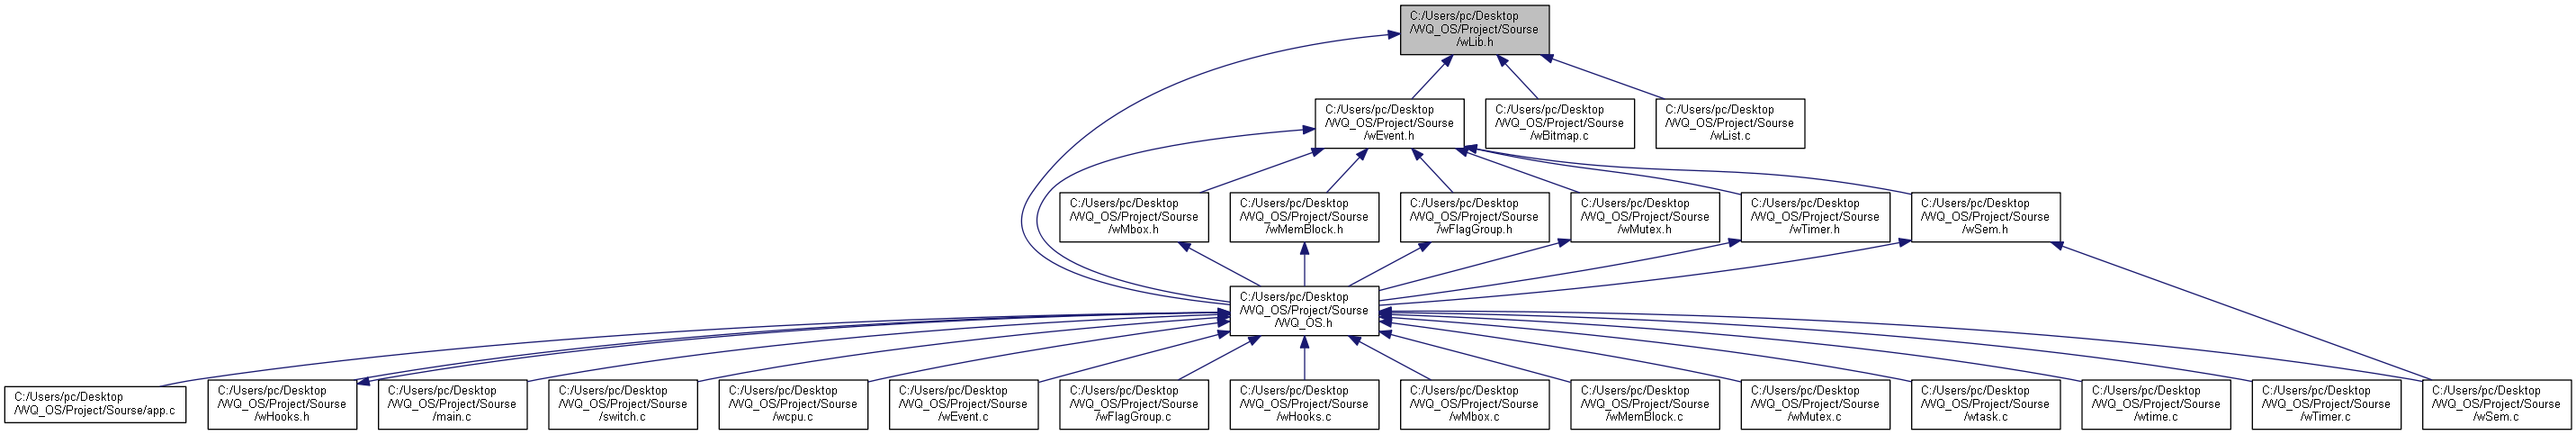 C:/Users/pc/Desktop
/WQ_OS/Project/Sourse
/wLib.h
C:/Users/pc/Desktop
/WQ_OS/Project/Sourse
/wEvent.h
C:/Users/pc/Desktop
/WQ_OS/Project/Sourse
/wBitmap.c
C:/Users/pc/Desktop
/WQ_OS/Project/Sourse
/wList.c
C:/Users/pc/Desktop
/WQ_OS/Project/Sourse
/wMbox.h
C:/Users/pc/Desktop
/WQ_OS/Project/Sourse
/wMemBlock.h
C:/Users/pc/Desktop
/WQ_OS/Project/Sourse
/wFlagGroup.h
C:/Users/pc/Desktop
/WQ_OS/Project/Sourse
/wMutex.h
C:/Users/pc/Desktop
/WQ_OS/Project/Sourse
/wTimer.h
C:/Users/pc/Desktop
/WQ_OS/Project/Sourse
/wSem.h
C:/Users/pc/Desktop
/WQ_OS/Project/Sourse
/WQ_OS.h
C:/Users/pc/Desktop
/WQ_OS/Project/Sourse/app.c
C:/Users/pc/Desktop
/WQ_OS/Project/Sourse
/wHooks.h
C:/Users/pc/Desktop
/WQ_OS/Project/Sourse
/main.c
C:/Users/pc/Desktop
/WQ_OS/Project/Sourse
/switch.c
C:/Users/pc/Desktop
/WQ_OS/Project/Sourse
/wcpu.c
C:/Users/pc/Desktop
/WQ_OS/Project/Sourse
/wEvent.c
C:/Users/pc/Desktop
/WQ_OS/Project/Sourse
/wFlagGroup.c
C:/Users/pc/Desktop
/WQ_OS/Project/Sourse
/wHooks.c
C:/Users/pc/Desktop
/WQ_OS/Project/Sourse
/wMbox.c
C:/Users/pc/Desktop
/WQ_OS/Project/Sourse
/wMemBlock.c
C:/Users/pc/Desktop
/WQ_OS/Project/Sourse
/wMutex.c
C:/Users/pc/Desktop
/WQ_OS/Project/Sourse
/wtask.c
C:/Users/pc/Desktop
/WQ_OS/Project/Sourse
/wtime.c
C:/Users/pc/Desktop
/WQ_OS/Project/Sourse
/wTimer.c
C:/Users/pc/Desktop
/WQ_OS/Project/Sourse
/wSem.c